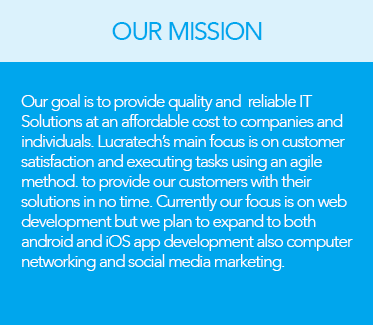 OUR MISSION
Our goal is to provide quality and  reliable IT
Solutions at an affordable cost to companies and
individuals. Lucratech's main focus is on customer
satisfaction and executing tasks using an agile
method. to provide our customers with their
solutions in no time. Currently our focus is on web
development but we plan to expand to both
android and iOS app development also computer
networking and social media marketing.